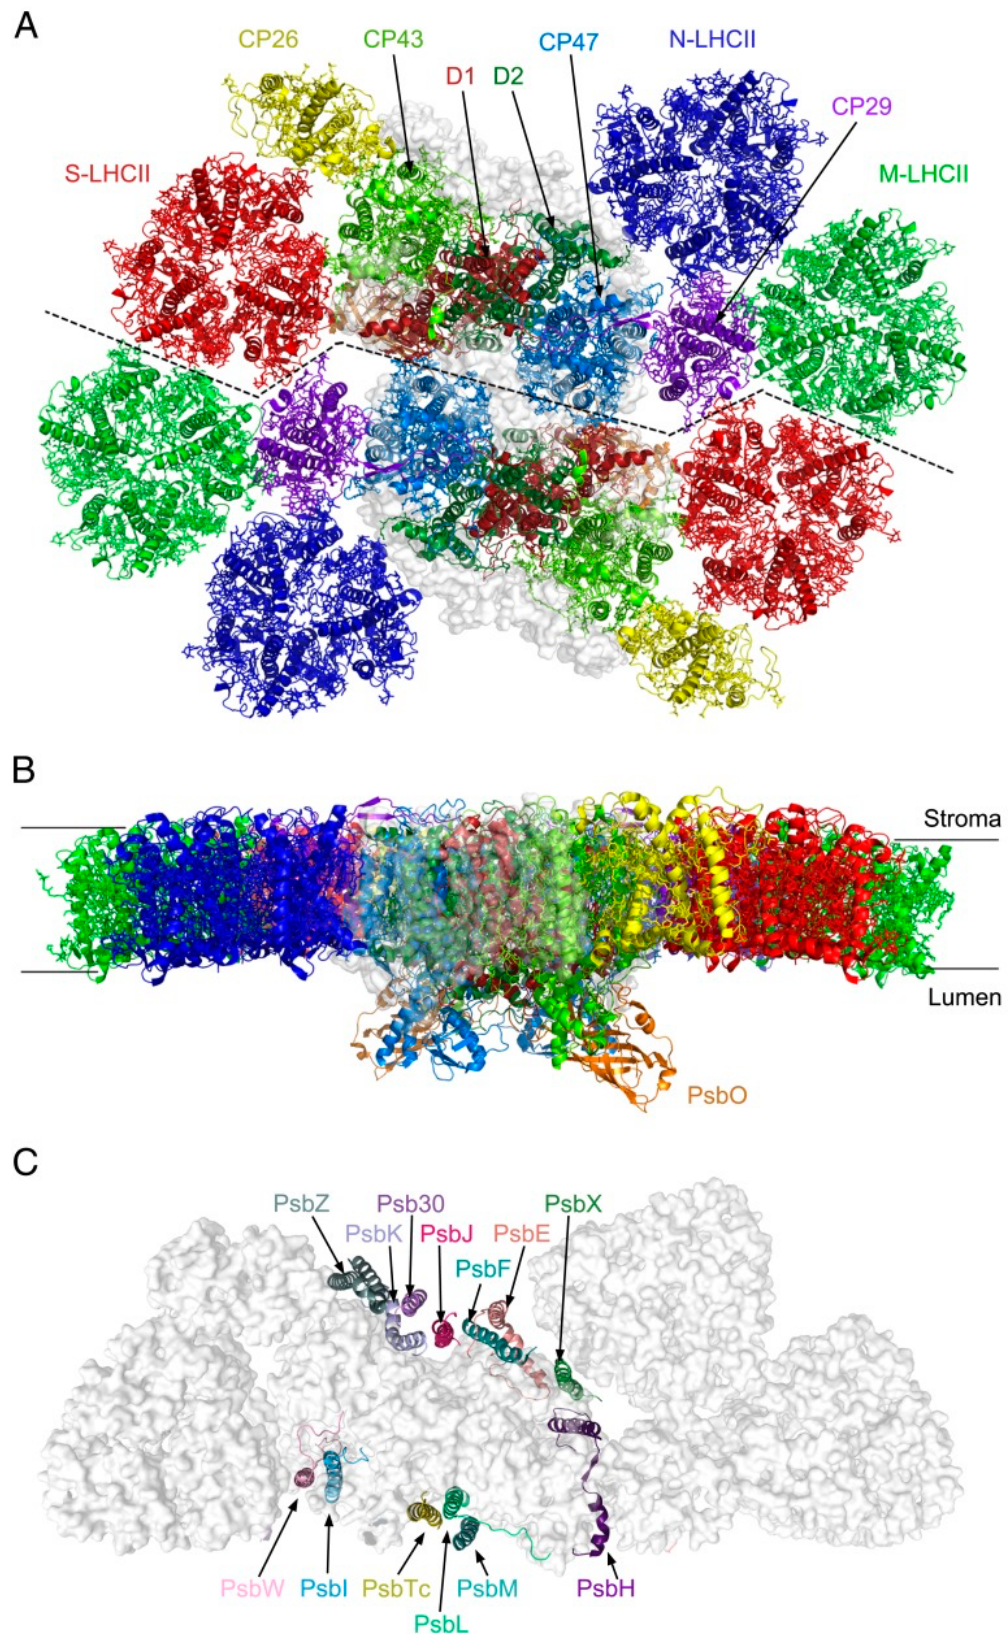 A
CP26 CP43 CP47 N-LHCII
D1 D2
CP29
S-LHCII M-LHCII
B
Stroma
Lumen
PsbO
C
PsbZ Psb30 PsbX
PsbK PsbJ PsbE
PsbF
PsbW PsbI PsbTc PsbM PsbH
PsbL